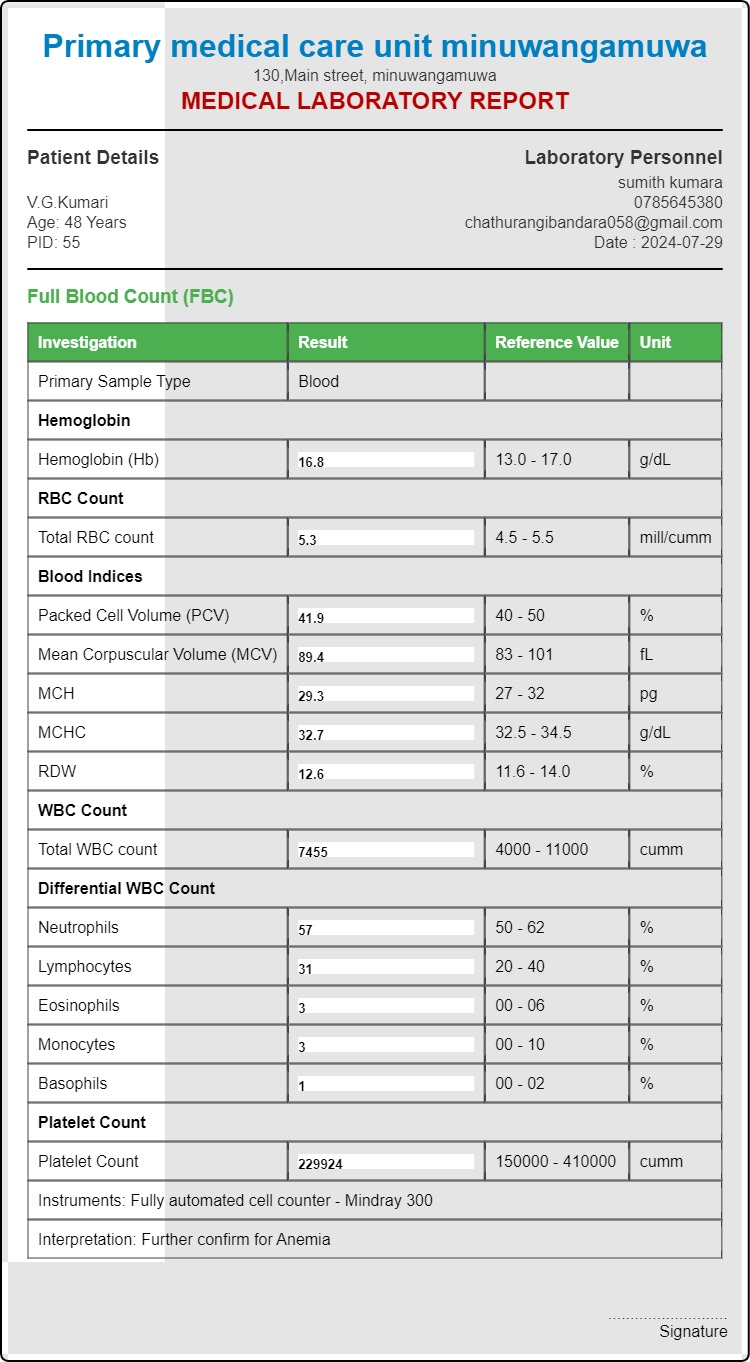 Primary medical care unit minuwangamuwa
130,Main street, minuwangamuwa
MEDICAL LABORATORY REPORT
Patient Details
V.G.Kumari
Age: 48 Years
PID: 55
Laboratory Personnel
sumith kumara
0785645380
chathurangibandara058@gmail.com
Date : 2024-07-29
Full Blood Count (FBC)
Investigation Result Reference Value Unit
Primary Sample Type Blood
Hemoglobin
Hemoglobin (Hb) 16.8 13.0 - 17.0 g/dL
RBC Count
Total RBC count 5.3 4.5 - 5.5 mill/cumm
Blood Indices
Packed Cell Volume (PCV) 41.9 40 - 50 %
Mean Corpuscular Volume (MCV) 89.4 83 - 101 fL
MCH 29.3 27 - 32 pg
MCHC 32.7 32.5 - 34.5 g/dL
RDW 12.6 11.6 - 14.0 %
WBC Count
Total WBC count 7455 4000 - 11000 cumm
Differential WBC Count
Neutrophils 57 50 - 62 %
Lymphocytes 31 20 - 40 %
Eosinophils 3 00 - 06 %
Monocytes 3 00 - 10 %
Basophils 1 00 - 02 %
Platelet Count
Platelet Count 229924 150000 - 410000 cumm
Instruments: Fully automated cell counter - Mindray 300
Interpretation: Further confirm for Anemia
............................
Signature